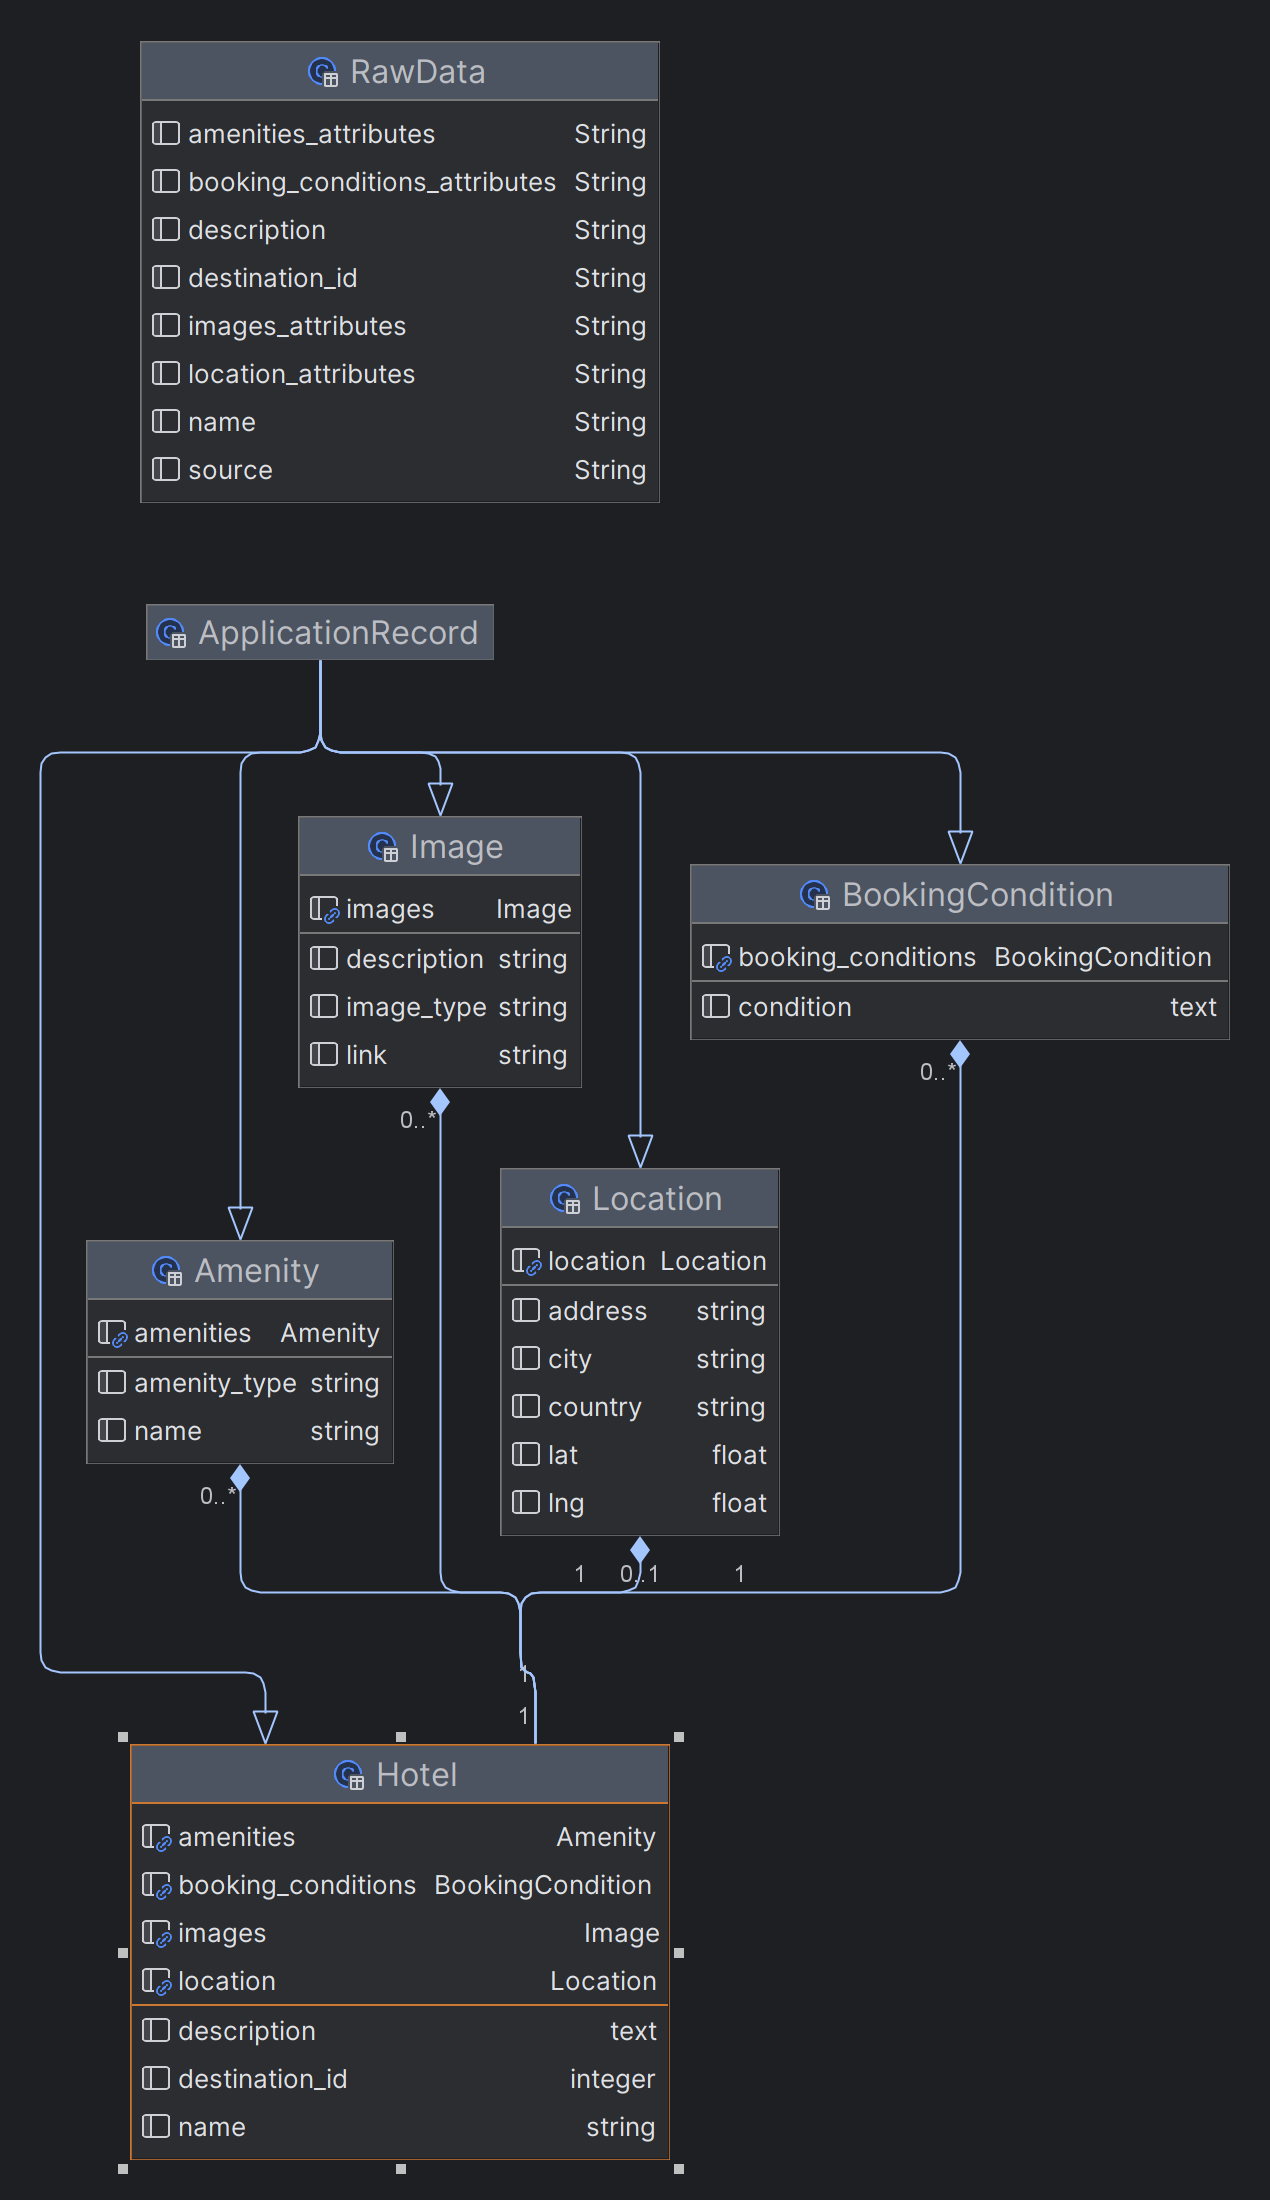 RawData
amenities_attributes String
booking_conditions_attributes String
description String
destination_id String
images_attributes String
location_attributes String
name String
source String
ApplicationRecord
Image
images Image
description string
image_type string
link string
0..*
BookingCondition
booking_conditions BookingCondition
condition text
0..*
Location
location Location
address string
city string
country string
lat float
lng float
Amenity
amenities Amenity
amenity_type string
name string
0..*
1 0..1 1
1
1
Hotel
amenities Amenity
booking_conditions BookingCondition
images Image
location Location
description text
destination_id integer
name string